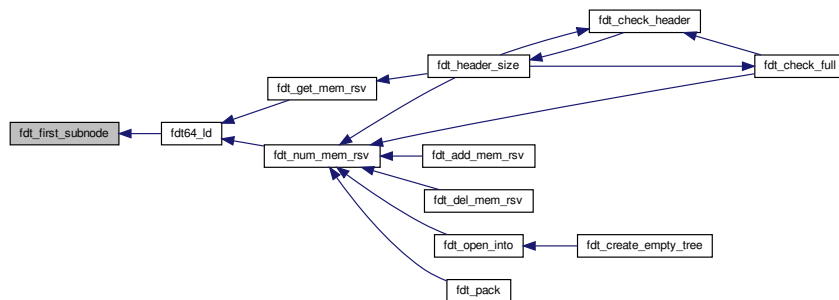 fdt_check_header
fdt_header_size
fdt_check_full
fdt_get_mem_rsv
fdt_first_subnode
fdt64_ld
fdt_num_mem_rsv
fdt_add_mem_rsv
fdt_del_mem_rsv
fdt_open_into
fdt_create_empty_tree
fdt_pack